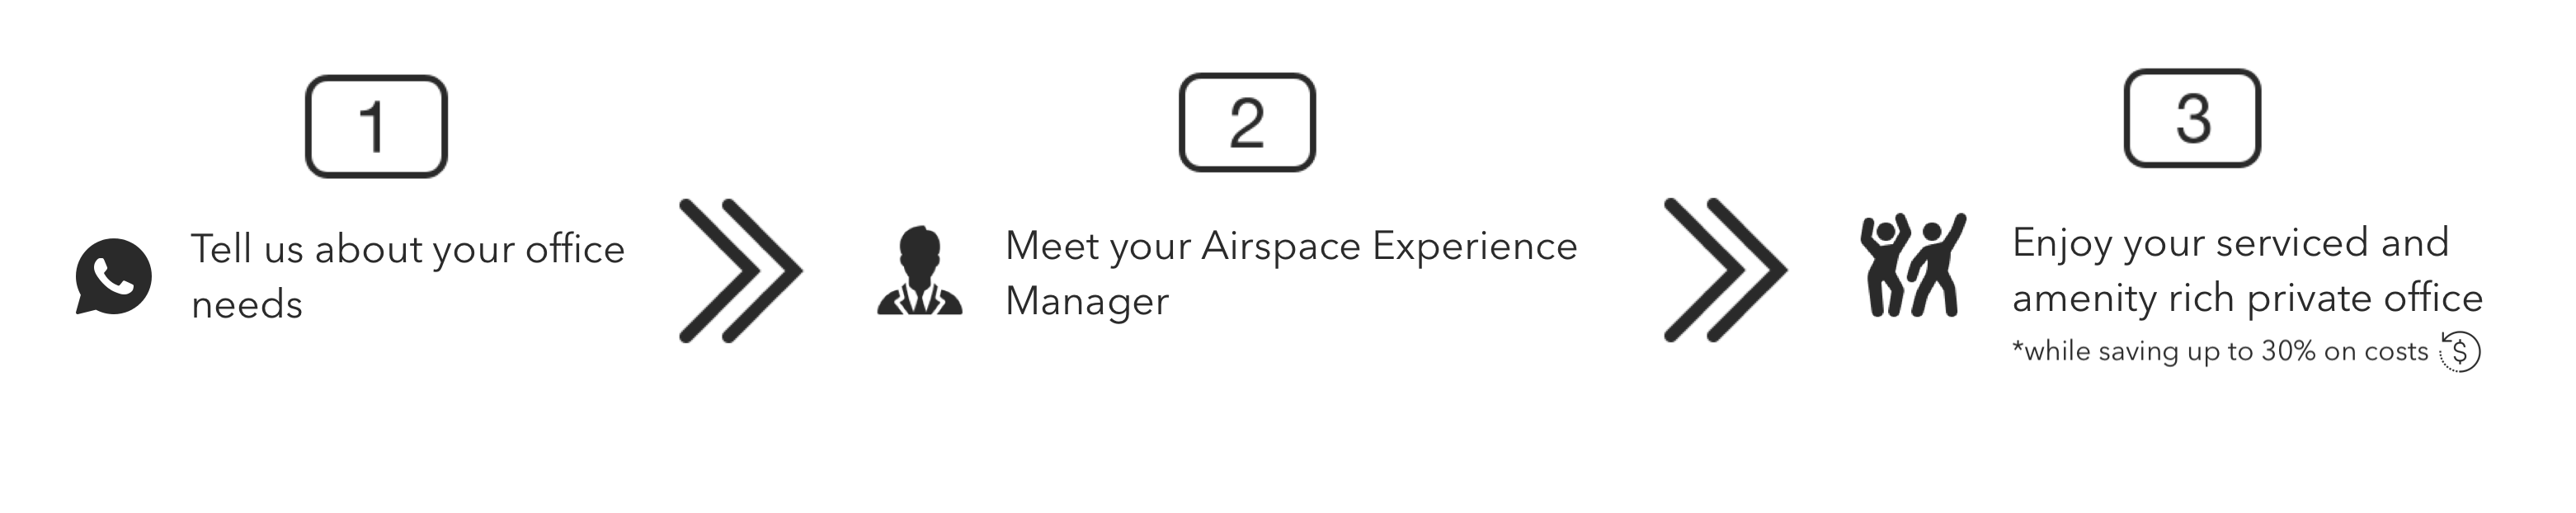 1
Tell us about your office
needs
2
Meet your Airspace Experience
Manager
3
Enjoy your serviced and
amenity rich private office
*while saving up to 30% on costs $